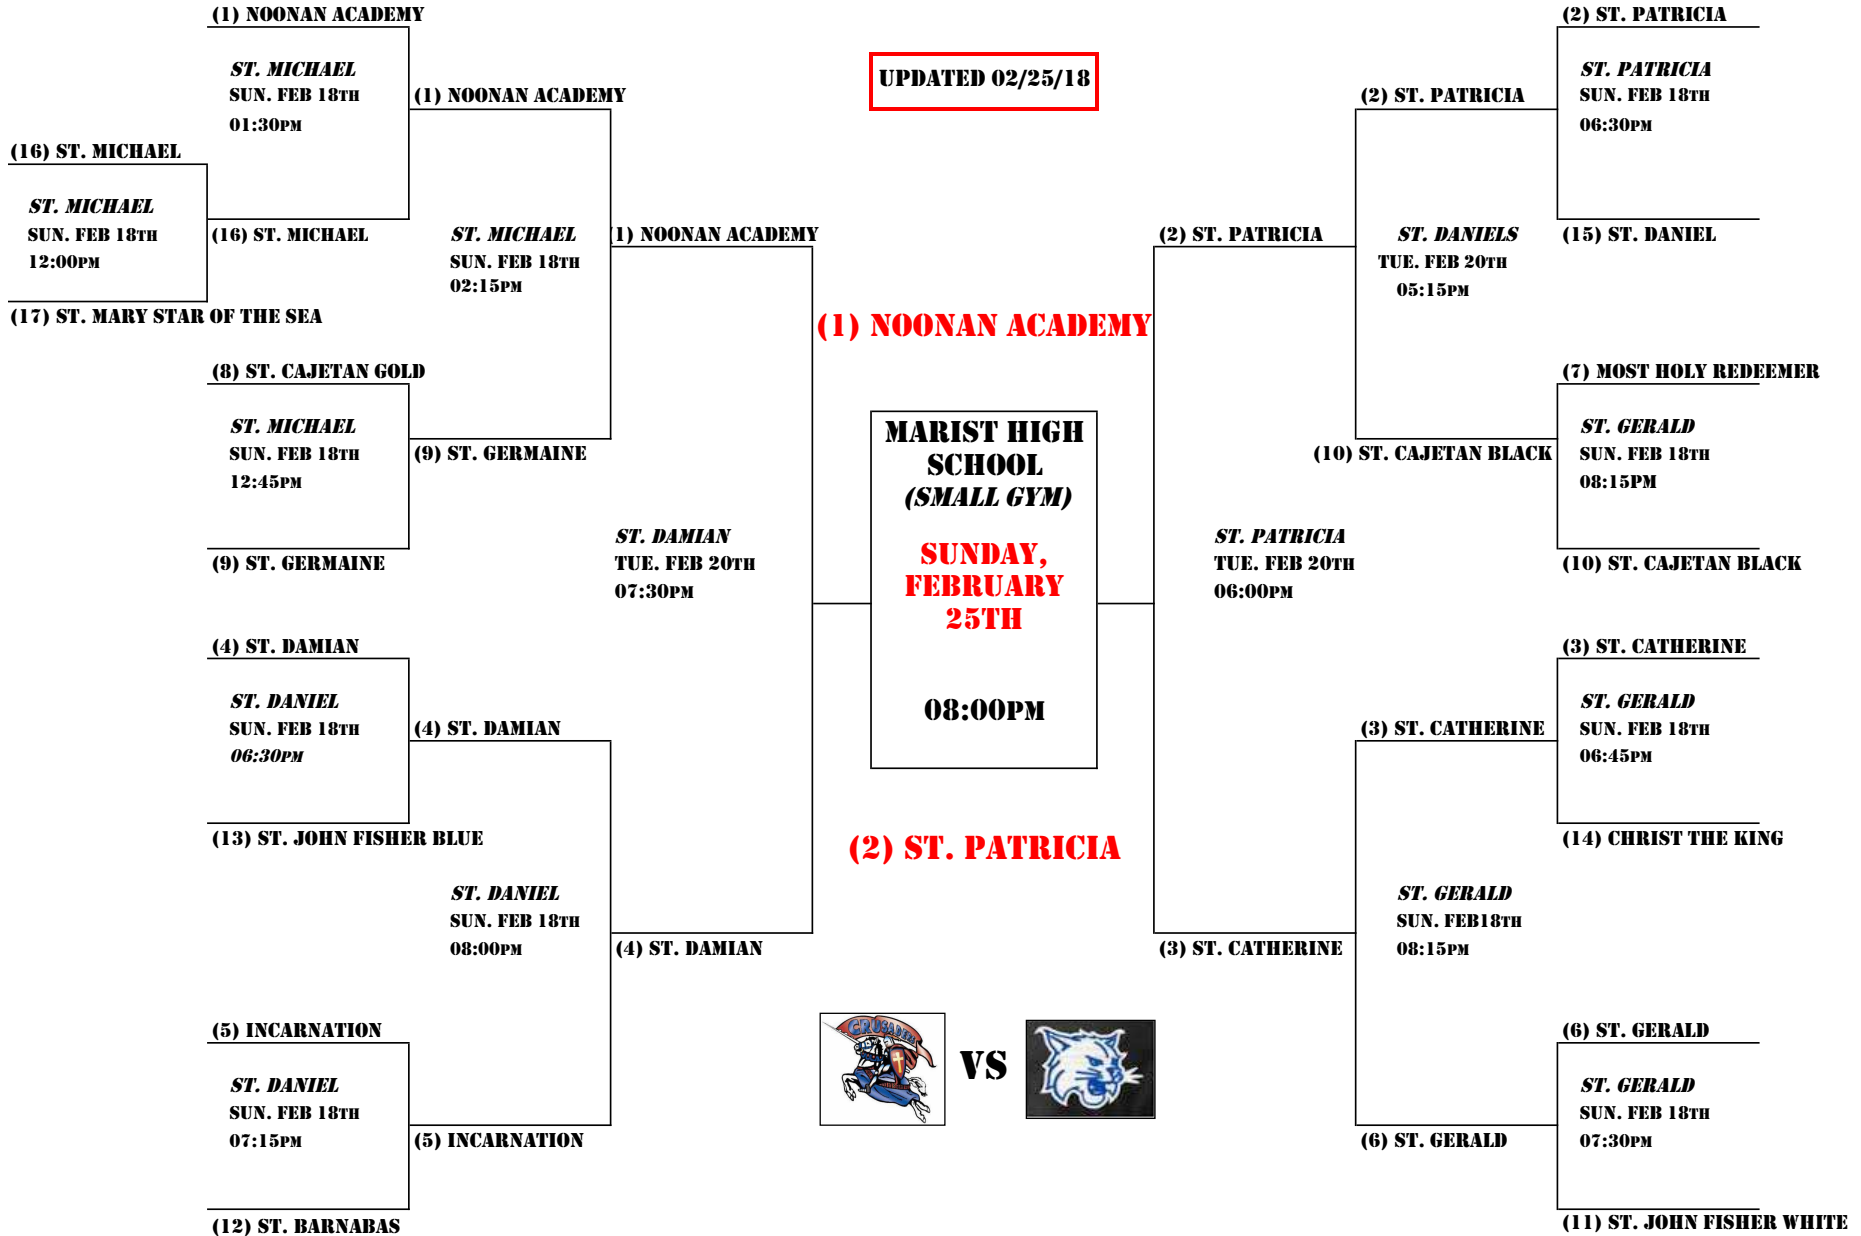 (1) NOONAN ACADEMY
ST. MICHAEL
SUN. FEB 18TH
01:30PM
(16) ST. MICHAEL
ST. MICHAEL
SUN. FEB 18TH
12:00PM
(17) ST. MARY STAR OF THE SEA
(16) ST. MICHAEL
(1) NOONAN ACADEMY
ST. MICHAEL
SUN. FEB 18TH
02:15PM
(8) ST. CAJETAN GOLD
ST. MICHAEL
SUN. FEB 18TH
12:45PM
(9) ST. GERMAINE
(9) ST. GERMAINE
(1) NOONAN ACADEMY
ST. DAMIAN
TUE. FEB 20TH
07:30PM
(4) ST. DAMIAN
ST. DANIEL
SUN. FEB 18TH
06:30PM
(13) ST. JOHN FISHER BLUE
(4) ST. DAMIAN
ST. DANIEL
SUN. FEB 18TH
08:00PM
(4) ST. DAMIAN
(5) INCARNATION
ST. DANIEL
SUN. FEB 18TH
07:15PM
(12) ST. BARNABAS
(5) INCARNATION
UPDATED 02/25/18
(1) NOONAN ACADEMY
MARIST HIGH
SCHOOL
(SMALL GYM)
SUNDAY,
FEBRUARY
25TH
08:00PM
(2) ST. PATRICIA
CRUSADERS
VS
(2) ST. PATRICIA
ST. PATRICIA
SUN. FEB 18TH
06:30PM
(15) ST. DANIEL
(2) ST. PATRICIA
ST. DANIELS
TUE. FEB 20TH
05:15PM
(2) ST. PATRICIA
(7) MOST HOLY REDEEMER
ST. GERALD
SUN. FEB 18TH
08:15PM
(10) ST. CAJETAN BLACK
(10) ST. CAJETAN BLACK
ST. PATRICIA
TUE. FEB 20TH
06:00PM
(3) ST. CATHERINE
ST. GERALD
SUN. FEB 18TH
06:45PM
(14) CHRIST THE KING
(3) ST. CATHERINE
ST. GERALD
SUN. FEB18TH
08:15PM
(3) ST. CATHERINE
(6) ST. GERALD
ST. GERALD
SUN. FEB 18TH
07:30PM
(11) ST. JOHN FISHER WHITE
(6) ST. GERALD